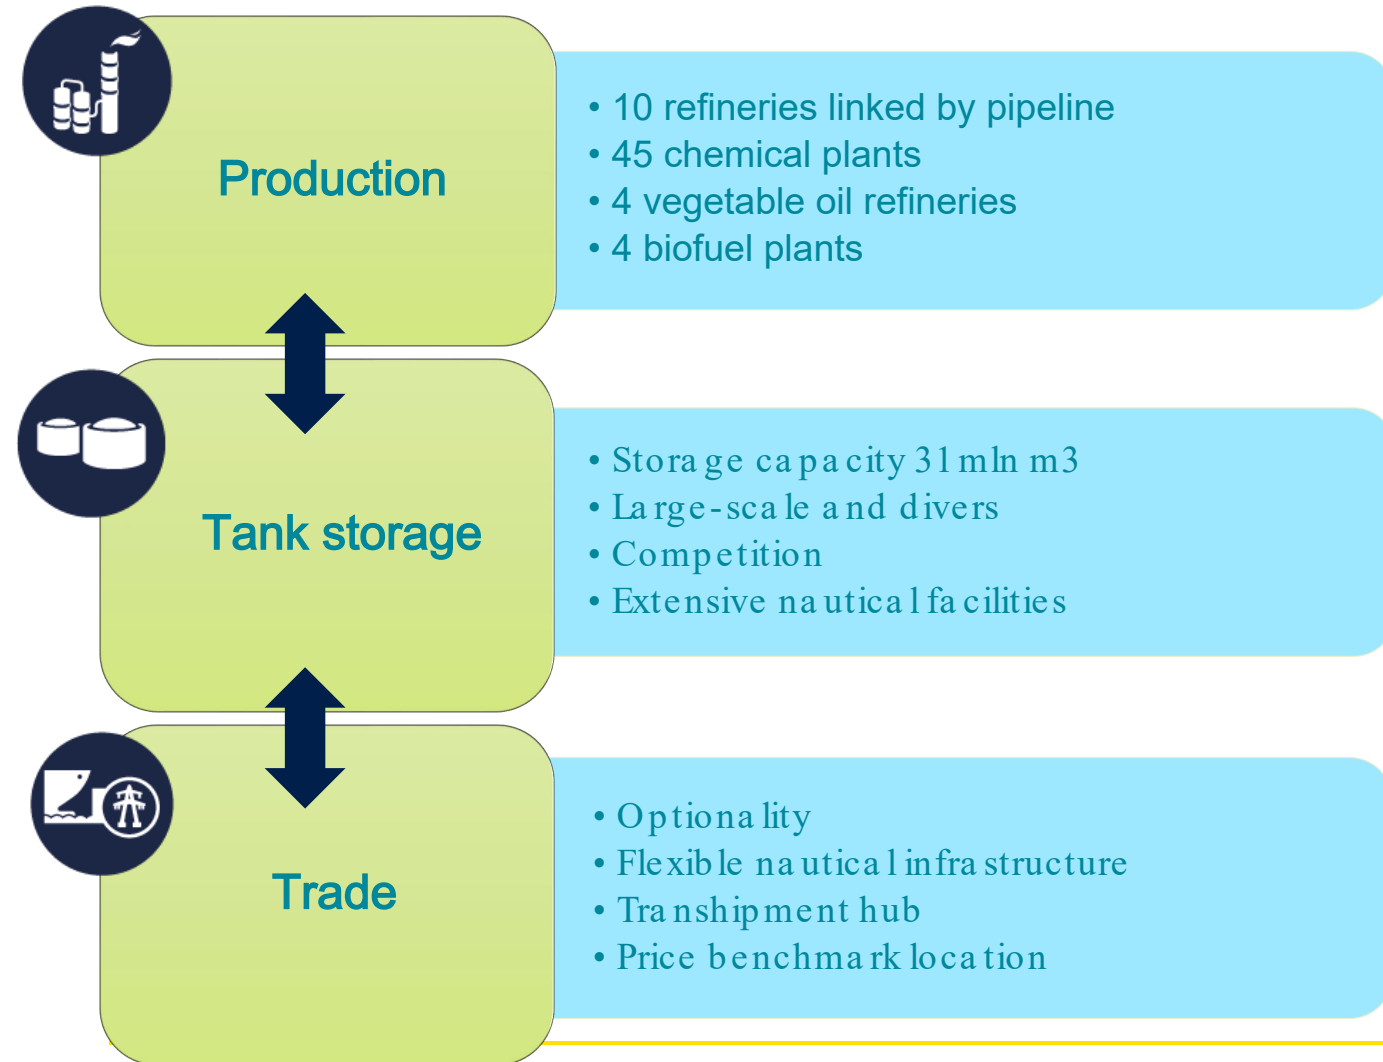 Production
• 10 refineries linked by pipeline
• 45 chemical plants
• 4 vegetable oil refineries
• 4 biofuel plants
Tank storage
• Storage capacity 31 mln m3
• Large-scale and divers
• Competition
• Extensive nautical facilities
Trade
• Optionality
• Flexible nautical infrastructure
• Transhipment hub
• Price benchmark location